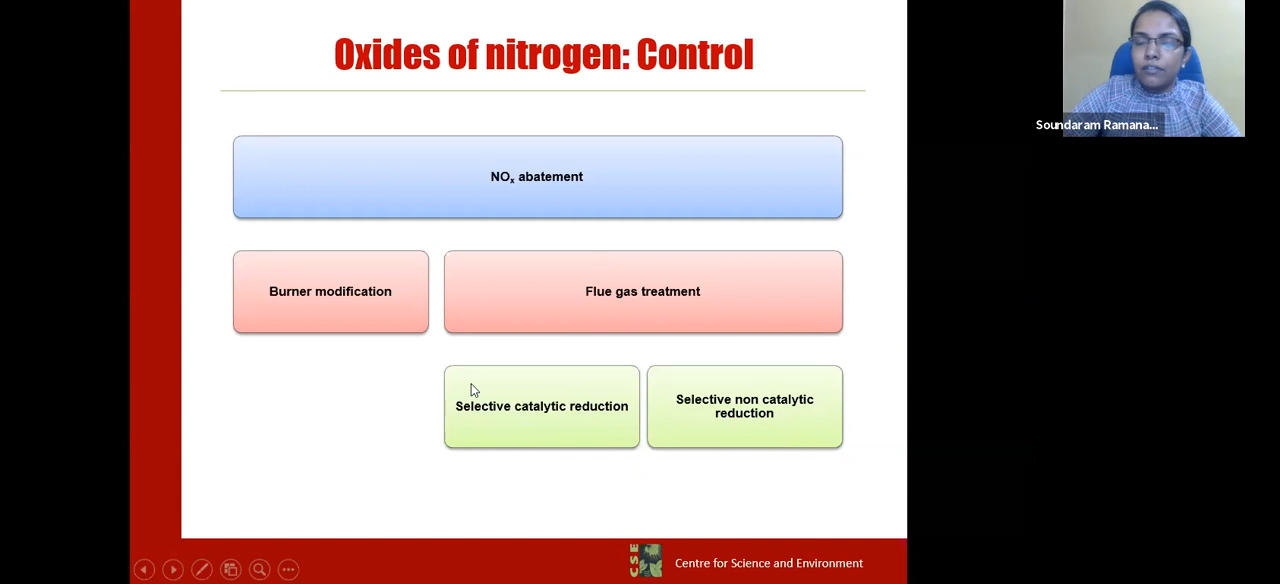 Oxides of nitrogen: Control
Soundaram Ramana...
NOx abatement
Burner modification
Flue gas treatment
Selective catalytic reduction
Selective non catalytic
reduction
CSE
Centre for Science and Environment